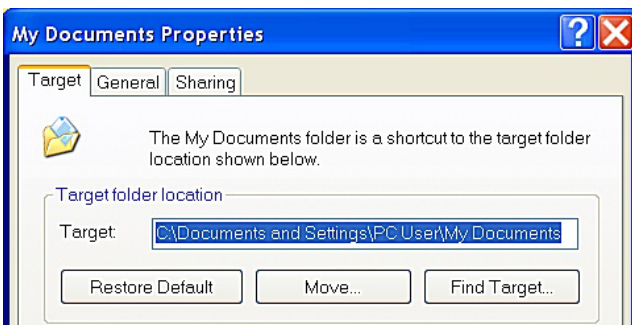 My Documents Properties
Target General Sharing
The My Documents folder is a shortcut to the target folder
location shown below.
Target folder location
Target: C:\Documents and Settings\PC User\My Documents
Restore Default Move... Find Target...